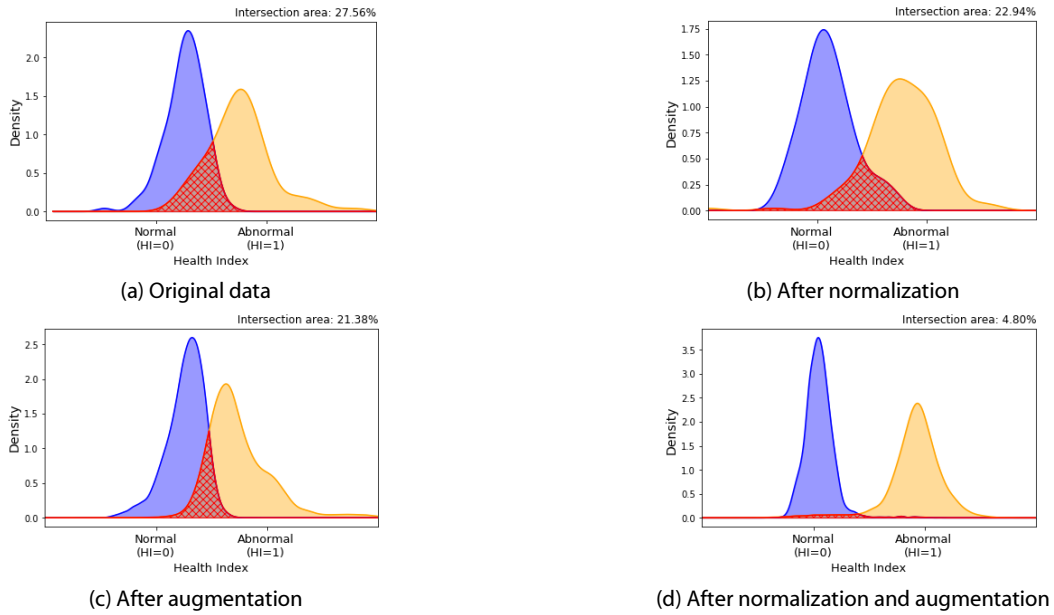 Intersection area: 27.56%
2.0
1.5
1.0
0.5
0.0
Density
Normal
(HI=0)
Abnormal
(HI=1)
Health Index
(a) Original data
Intersection area: 22.94%
1.75
1.50
1.25
1.00
0.75
0.50
0.25
0.00
Density
Normal
(HI=0)
Abnormal
(HI=1)
Health Index
(b) After normalization
Intersection area: 21.38%
2.5
2.0
1.5
1.0
0.5
0.0
Density
Normal
(HI=0)
Abnormal
(HI=1)
Health Index
(c) After augmentation
Intersection area: 4.80%
3.5
3.0
2.5
2.0
1.5
1.0
0.5
0.0
Density
Normal
(HI=0)
Abnormal
(HI=1)
Health Index
(d) After normalization and augmentation